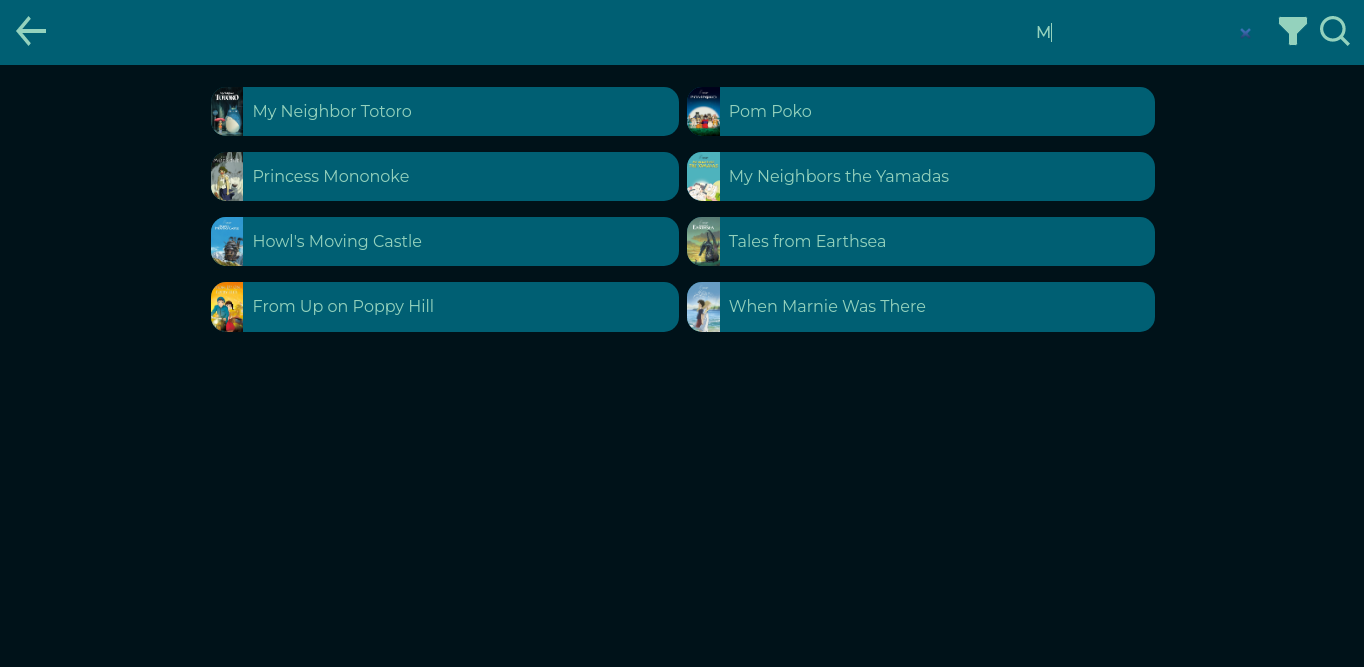 M
My Neighbor Totoro
Pom Poko
Princess Mononoke
My Neighbors the Yamadas
Howl's Moving Castle
Tales from Earthsea
From Up on Poppy Hill
When Marnie Was There
TOTORO